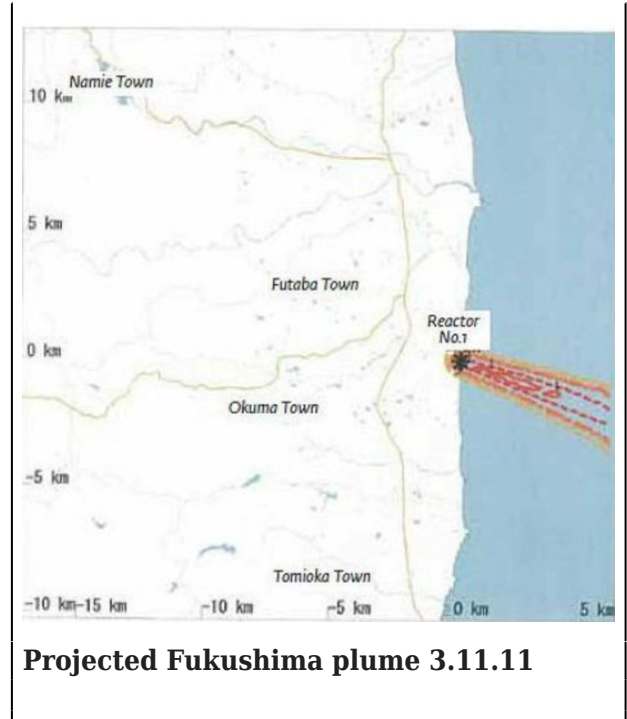 Namie Town
10 km
5 km
Futaba Town
Reactor
No.1
0 km
Okuma Town
-5 km
Tomioka Town
-10 km -15 km -10 km -5 km 0 km 5 km
Projected Fukushima plume 3.11.11